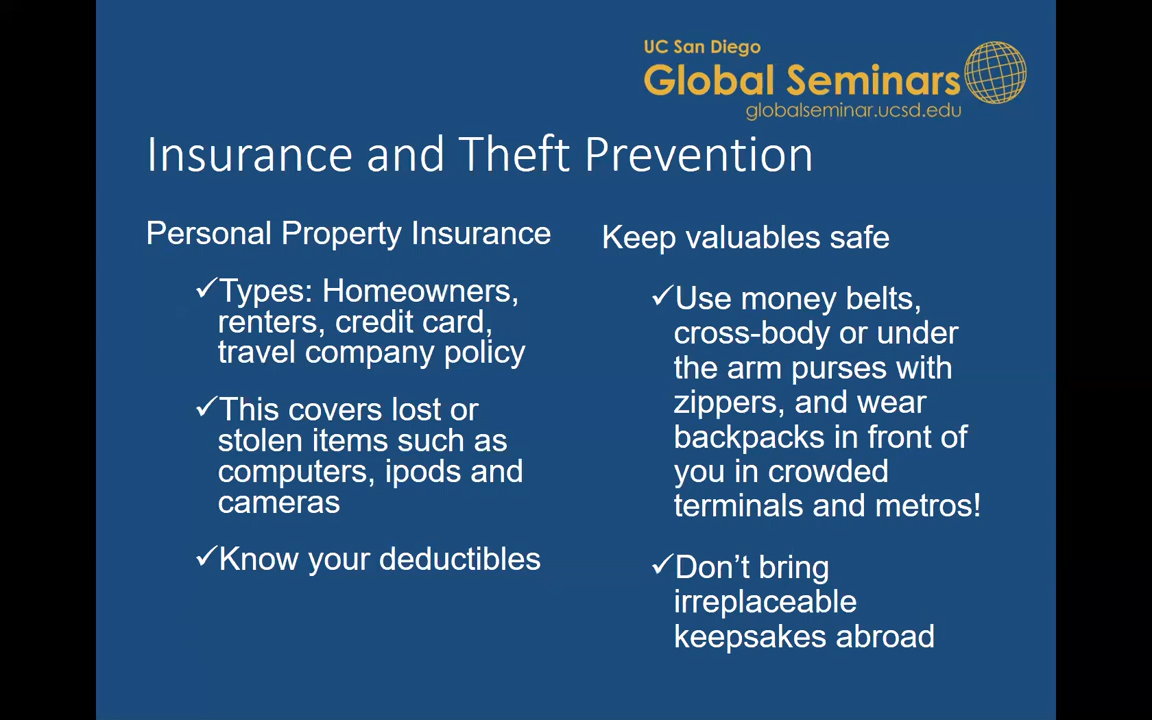 UC San Diego
Global Seminars
globalseminar.ucsd.edu
Insurance and Theft Prevention
Personal Property Insurance
✓Types: Homeowners,
renters, credit card,
travel company policy
✓This covers lost or
stolen items such as
computers, ipods and
cameras
✓Know your deductibles
Keep valuables safe
✓Use money belts,
cross-body or under
the arm purses with
zippers, and wear
backpacks in front of
you in crowded
terminals and metros!
✓Don’t bring
irreplaceable
keepsakes abroad